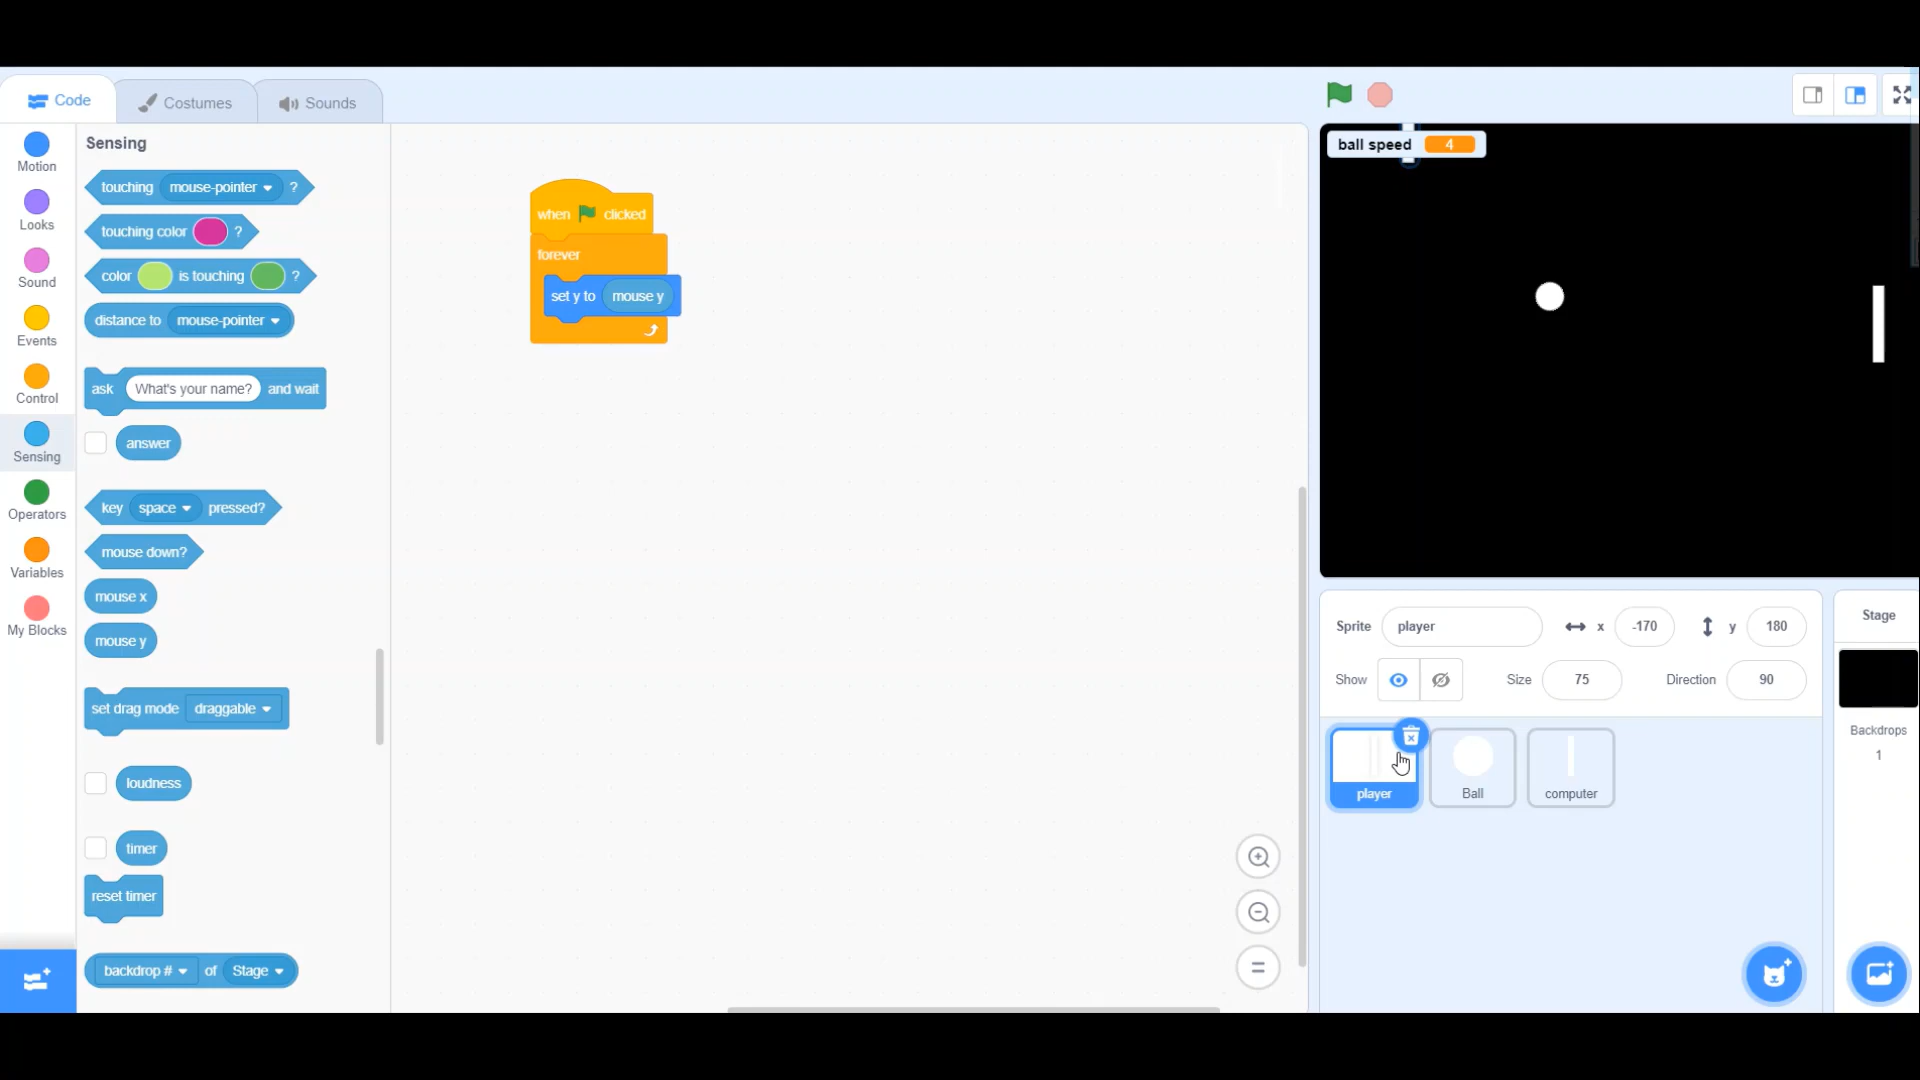 Code
Costumes
Sounds
Motion
Looks
Sound
Events
Control
Sensing
Operators
Variables
My Blocks
Sensing
touching mouse-pointer ?
touching color ?
color is touching ?
distance to mouse-pointer
ask What's your name? and wait
answer
key space pressed?
mouse down?
mouse x
mouse y
set drag mode draggable
loudness
timer
reset timer
backdrop # of Stage
when clicked
forever
set y to mouse y
ball speed 4
Sprite player x -170 y 180
Show Size 75 Direction 90
player
Ball
computer
Stage
Backdrops
1